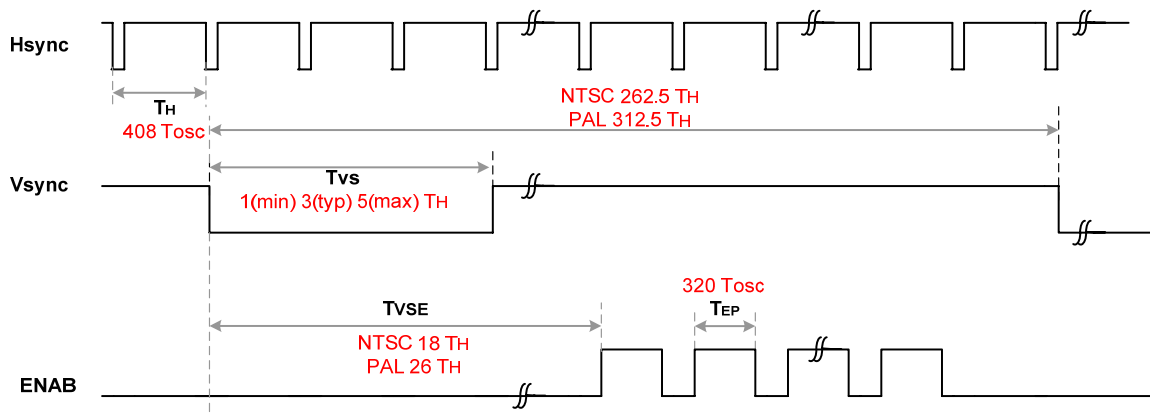 Hsync
TH
408 Tosc
NTSC 262.5 TH
PAL 312.5 TH
Vsync
Tvs
1(min) 3(typ) 5(max) TH
320 Tosc
TVSE
TEP
NTSC 18 TH
PAL 26 TH
ENAB